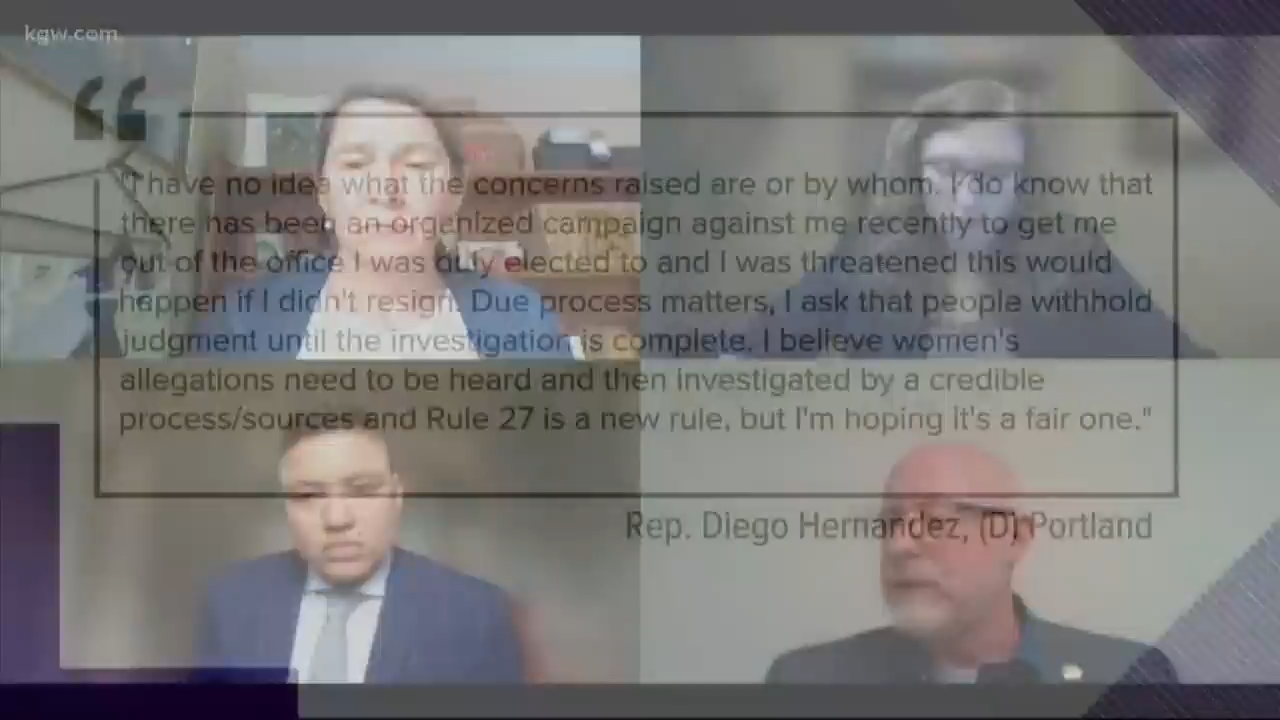 kgw.com
“
"I have no idea what the concerns raised are or by whom. I do know that
there has been an organized campaign against me recently to get me
out of the office I was duly elected to and I was threatened this would
happen if I didn't resign. Due process matters, I ask that people withhold
judgment until the investigation is complete. I believe women's
allegations need to be heard and then investigated by a credible
process/sources and Rule 27 is a new rule, but I'm hoping it's a fair one."
Rep. Diego Hernandez, (D) Portland